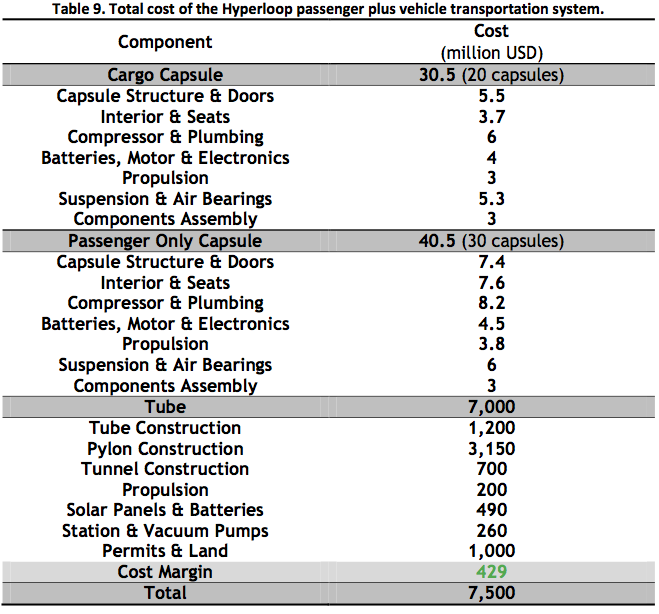 Table 9. Total cost of the Hyperloop passenger plus vehicle transportation system.
Component Cost
(million USD)
Cargo Capsule 30.5 (20 capsules)
Capsule Structure & Doors 5.5
Interior & Seats 3.7
Compressor & Plumbing 6
Batteries, Motor & Electronics 4
Propulsion 3
Suspension & Air Bearings 5.3
Components Assembly 3
Passenger Only Capsule 40.5 (30 capsules)
Capsule Structure & Doors 7.4
Interior & Seats 7.6
Compressor & Plumbing 8.2
Batteries, Motor & Electronics 4.5
Propulsion 3.8
Suspension & Air Bearings 6
Components Assembly 3
Tube 7,000
Tube Construction 1,200
Pylon Construction 3,150
Tunnel Construction 700
Propulsion 200
Solar Panels & Batteries 490
Station & Vacuum Pumps 260
Permits & Land 1,000
Cost Margin 429
Total 7,500